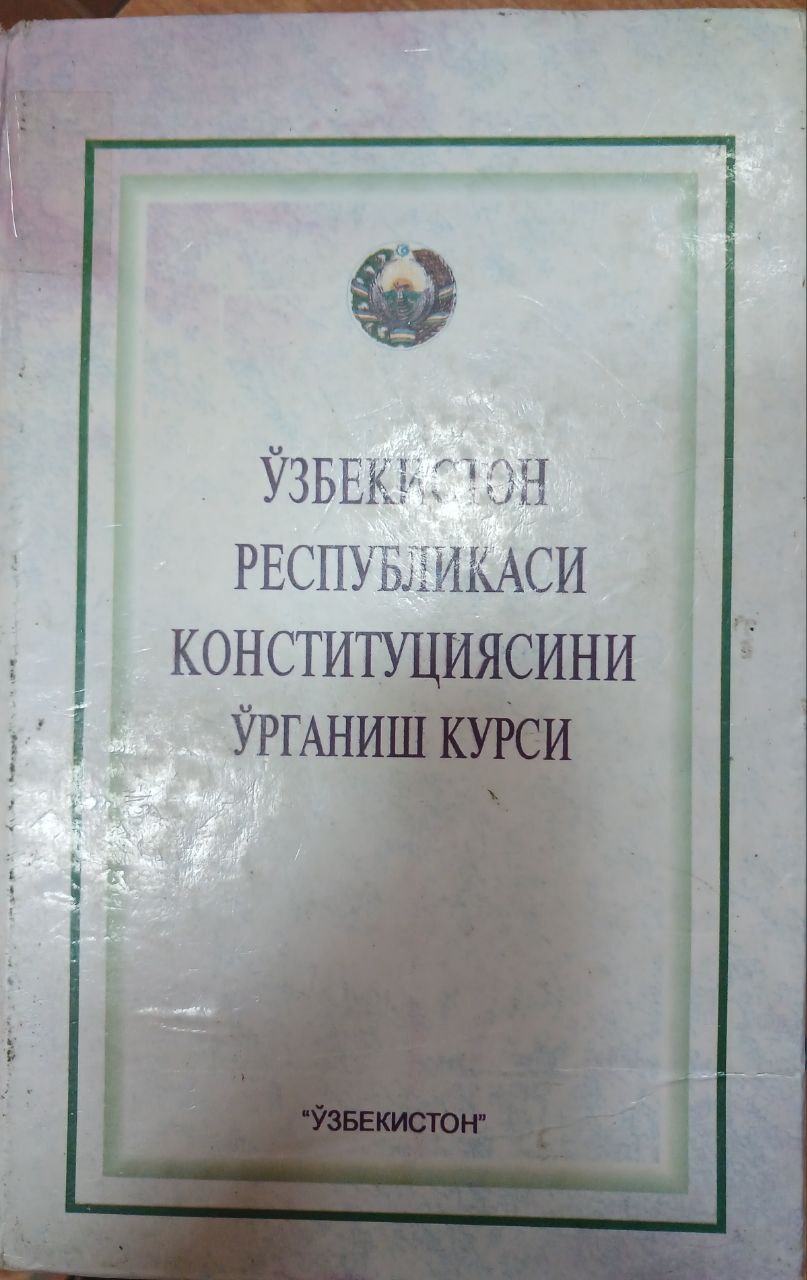 ЎЗБЕКИСТОН
РЕСПУБЛИКАСИ
КОНСТИТУЦИЯСИНИ
ЎРГАНИШ КУРСИ
"ЎЗБЕКИСТОН"